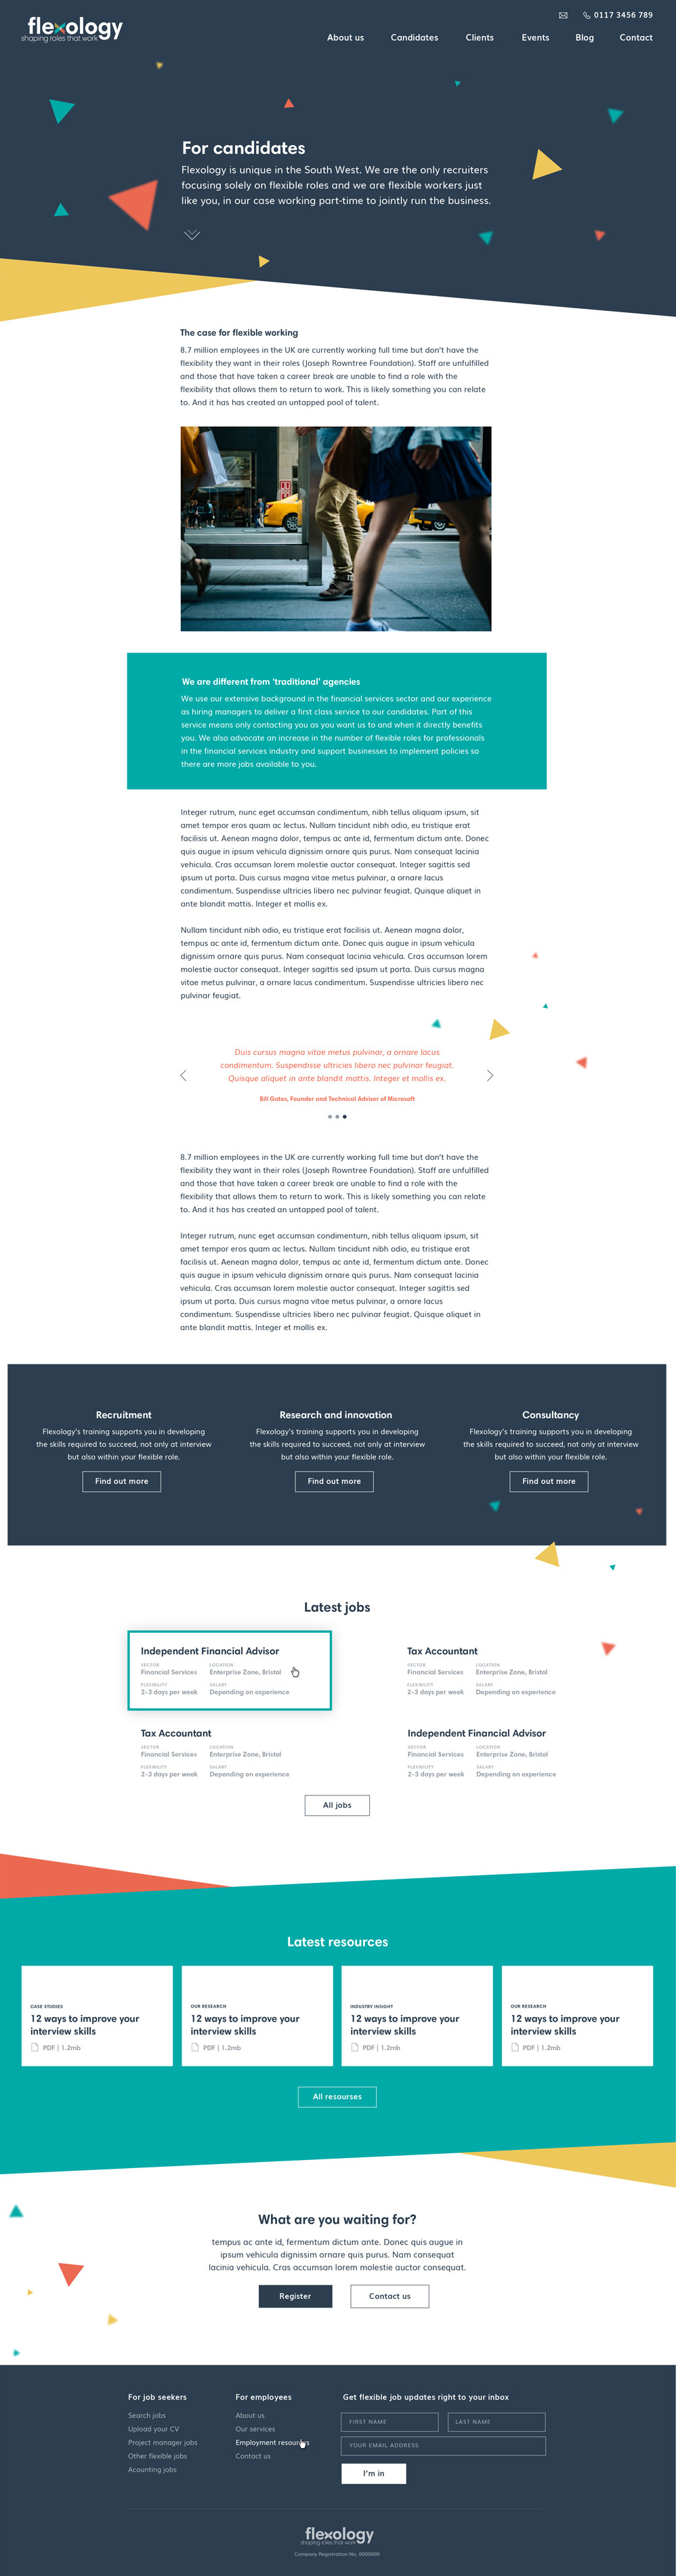 flexology
shaping roles that work
0117 3456 789
About us Candidates Clients Events Blog Contact
For candidates
Flexology is unique in the South West. We are the only recruiters
focusing solely on flexible roles and we are flexible workers just
like you, in our case working part-time to jointly run the business.
The case for flexible working
8.7 million employees in the UK are currently working full time but don't have the
flexibility they want in their roles (Joseph Rowntree Foundation). Staff are unfulfilled
and those that have taken a career break are unable to find a role with the
flexibility that allows them to return to work. This is likely something you can relate
to. And it has has created an untapped pool of talent.
We are different from 'traditional' agencies
We use our extensive background in the financial services sector and our experience
as hiring managers to deliver a first class service to our candidates. Part of this
service means only contacting you as you want us to and when it directly benefits
you. We also advocate an increase in the number of flexible roles for professionals
in the financial services industry and support businesses to implement policies so
there are more jobs available to you.
Integer rutrum, nunc eget accumsan condimentum, nibh tellus aliquam ipsum, sit
amet tempor eros quam ac lectus. Nullam tincidunt nibh odio, eu tristique erat
facilisis ut. Aenean magna dolor, tempus ac ante id, fermentum dictum ante. Donec
quis augue in ipsum vehicula dignissim ornare quis purus. Nam consequat lacinia
vehicula. Cras accumsan lorem molestie auctor consequat. Integer sagittis sed
ipsum ut porta. Duis cursus magna vitae metus pulvinar, a ornare lacus
condimentum. Suspendisse ultricies libero nec pulvinar feugiat. Quisque aliquet in
ante blandit mattis. Integer et mollis ex.
Nullam tincidunt nibh odio, eu tristique erat facilisis ut. Aenean magna dolor,
tempus ac ante id, fermentum dictum ante. Donec quis augue in ipsum vehicula
dignissim ornare quis purus. Nam consequat lacinia vehicula. Cras accumsan lorem
molestie auctor consequat. Integer sagittis sed ipsum ut porta. Duis cursus magna
vitae metus pulvinar, a ornare lacus condimentum. Suspendisse ultricies libero nec
pulvinar feugiat.
Duis cursus magna vitae metus pulvinar, a ornare lacus
condimentum. Suspendisse ultricies libero nec pulvinar feugiat.
Quisque aliquet in ante blandit mattis. Integer et mollis ex.
Bill Gates, Founder and Technical Advisor of Microsoft
8.7 million employees in the UK are currently working full time but don't have the
flexibility they want in their roles (Joseph Rowntree Foundation). Staff are unfulfilled
and those that have taken a career break are unable to find a role with the
flexibility that allows them to return to work. This is likely something you can relate
to. And it has has created an untapped pool of talent.
Integer rutrum, nunc eget accumsan condimentum, nibh tellus aliquam ipsum, sit
amet tempor eros quam ac lectus. Nullam tincidunt nibh odio, eu tristique erat
facilisis ut. Aenean magna dolor, tempus ac ante id, fermentum dictum ante. Donec
quis augue in ipsum vehicula dignissim ornare quis purus. Nam consequat lacinia
vehicula. Cras accumsan lorem molestie auctor consequat. Integer sagittis sed
ipsum ut porta. Duis cursus magna vitae metus pulvinar, a ornare lacus
condimentum. Suspendisse ultricies libero nec pulvinar feugiat. Quisque aliquet in
ante blandit mattis. Integer et mollis ex.
Recruitment
Flexology's training supports you in developing
the skills required to succeed, not only at interview
but also within your flexible role.
Find out more
Research and innovation
Flexology's training supports you in developing
the skills required to succeed, not only at interview
but also within your flexible role.
Find out more
Consultancy
Flexology's training supports you in developing
the skills required to succeed, not only at interview
but also within your flexible role.
Find out more
Latest jobs
Independent Financial Advisor
SECTOR LOCATION
Financial Services Enterprise Zone, Bristol
FLEXIBILITY SALARY
2-3 days per week Depending on experience
Tax Accountant
SECTOR LOCATION
Financial Services Enterprise Zone, Bristol
FLEXIBILITY SALARY
2-3 days per week Depending on experience
Tax Accountant
SECTOR LOCATION
Financial Services Enterprise Zone, Bristol
FLEXIBILITY SALARY
2-3 days per week Depending on experience
Independent Financial Advisor
SECTOR LOCATION
Financial Services Enterprise Zone, Bristol
FLEXIBILITY SALARY
2-3 days per week Depending on experience
All jobs
Latest resources
CASE STUDIES
12 ways to improve your
interview skills
PDF | 1.2mb
OUR RESEARCH
12 ways to improve your
interview skills
PDF | 1.2mb
INDUSTRY INSIGHT
12 ways to improve your
interview skills
PDF | 1.2mb
OUR RESEARCH
12 ways to improve your
interview skills
PDF | 1.2mb
All resourses
What are you waiting for?
tempus ac ante id, fermentum dictum ante. Donec quis augue in
ipsum vehicula dignissim ornare quis purus. Nam consequat
lacinia vehicula. Cras accumsan lorem molestie auctor consequat.
Register Contact us
For job seekers
Search jobs
Upload your CV
Project manager jobs
Other flexible jobs
Acounting jobs
For employees
About us
Our services
Employment resources
Contact us
Get flexible job updates right to your inbox
FIRST NAME LAST NAME
YOUR EMAIL ADDRESS
I'm in
flexology
shaping roles that work
Company Registration No. 0000000